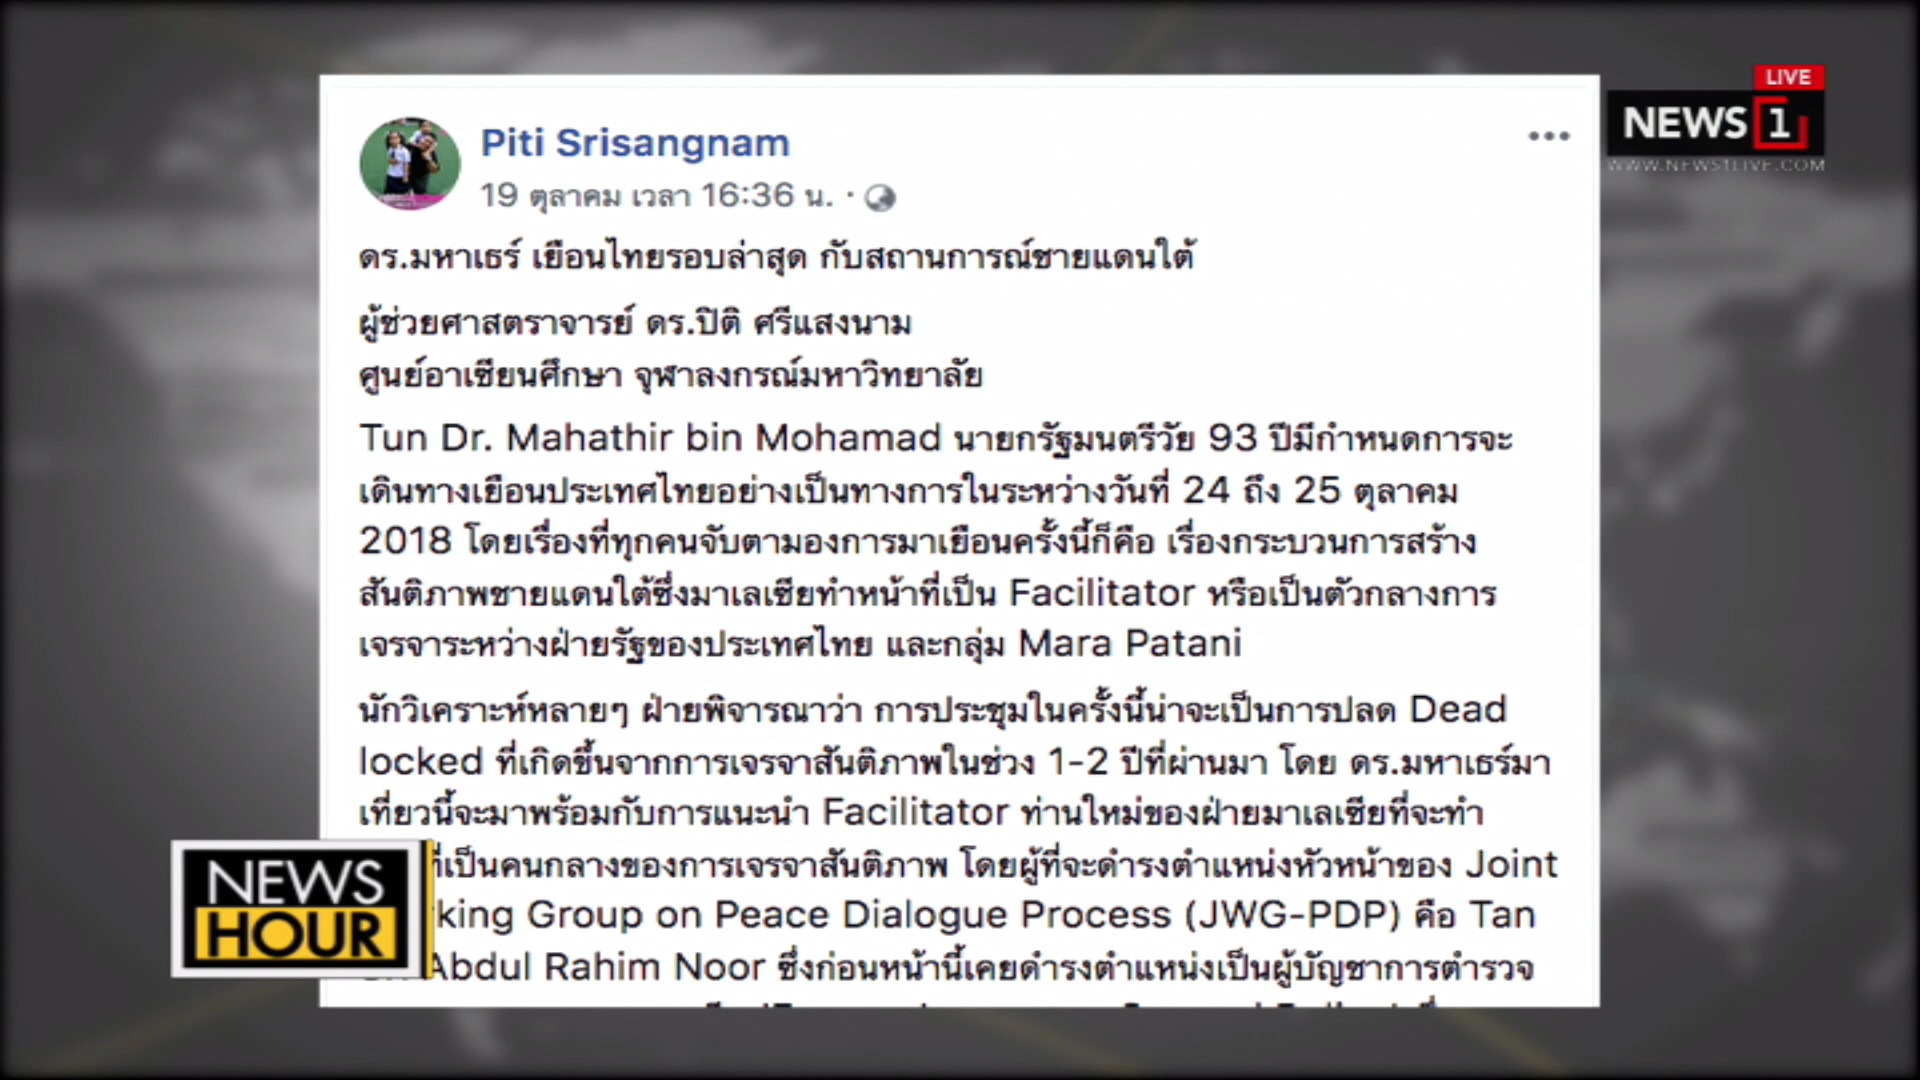 LIVE
NEWS 1
WWW.NEWS1LIVE.COM
Piti Srisangnam
19 ตุลาคม เวลา 16:36 น. ·
ดร.มหาเธร์ เยือนไทยรอบล่าสุด กับสถานการณ์ชายแดนใต้
ผู้ช่วยศาสตราจารย์ ดร.ปิติ ศรีแสงนาม
ศูนย์อาเซียนศึกษา จุฬาลงกรณ์มหาวิทยาลัย
Tun Dr. Mahathir bin Mohamad นายกรัฐมนตรีวัย 93 ปีมีกำหนดการจะ
เดินทางเยือนประเทศไทยอย่างเป็นทางการในระหว่างวันที่ 24 ถึง 25 ตุลาคม
2018 โดยเรื่องที่ทุกคนจับตามองการมาเยือนครั้งนี้ก็คือ เรื่องกระบวนการสร้าง
สันติภาพชายแดนใต้ซึ่งมาเลเซียทำหน้าที่เป็น Facilitator หรือเป็นตัวกลางการ
เจรจาระหว่างฝ่ายรัฐของประเทศไทย และกลุ่ม Mara Patani
นักวิเคราะห์หลายๆ ฝ่ายพิจารณาว่า การประชุมในครั้งนี้น่าจะเป็นการปลด Dead
locked ที่เกิดขึ้นจากการเจรจาสันติภาพในช่วง 1-2 ปีที่ผ่านมา โดย ดร.มหาเธร์มา
เที่ยวนี้จะมาพร้อมกับการแนะนำ Facilitator ท่านใหม่ของฝ่ายมาเลเซียที่จะทำ
ที่เป็นคนกลางของการเจรจาสันติภาพ โดยผู้ที่จะดำรงตำแหน่งหัวหน้าของ Joint
king Group on Peace Dialogue Process (JWG-PDP) คือ Tan
Abdul Rahim Noor ซึ่งก่อนหน้านี้เคยดำรงตำแหน่งเป็นผู้บัญชาการตำรวจ
NEWS
HOUR